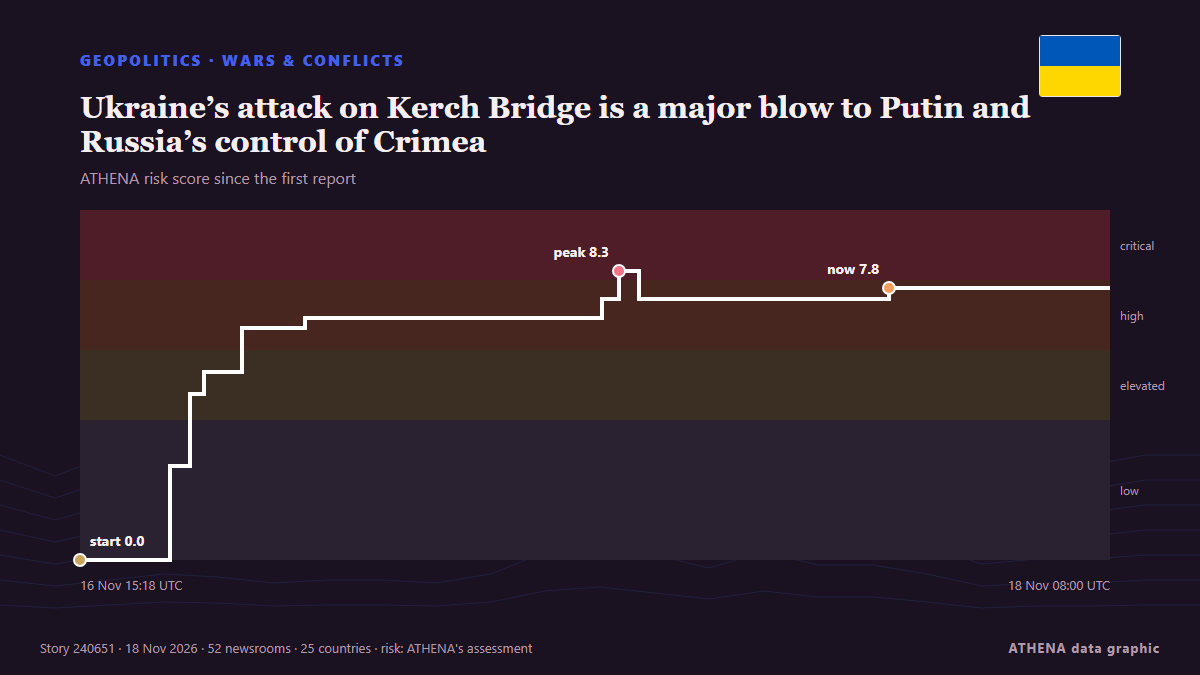 GEOPOLITICS · WARS & CONFLICTS
Ukraine’s attack on Kerch Bridge is a major blow to Putin and
Russia’s control of Crimea
ATHENA risk score since the first report
critical
peak 8.3
now 7.8
high
elevated
low
start 0.0
16 Nov 15:18 UTC
18 Nov 08:00 UTC
Story 240651 · 18 Nov 2026 · 52 newsrooms · 25 countries · risk: ATHENA's assessment
ATHENA data graphic